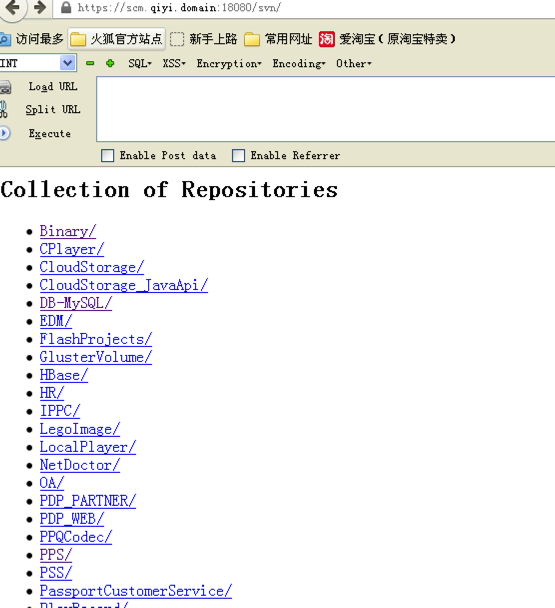 https://scm.qiyi.domain:18080/svn/
访问最多 火狐官方站点 新手上路 常用网址 淘 爱淘宝（原淘宝特卖）
INT SQL▾ XSS▾ Encryption▾ Encoding▾ Other▾
Load URL
Split URL
Execute
Enable Post data Enable Referrer
Collection of Repositories
Binary/
CPlayer/
CloudStorage/
CloudStorage_JavaApi/
DB-MySQL/
EDM/
FlashProjects/
GlusterVolume/
HBase/
HR/
IPPC/
LegoImage/
LocalPlayer/
NetDoctor/
OA/
PDP_PARTNER/
PDP_WEB/
PPQCodec/
PPS/
PSS/
PassportCustomerService/